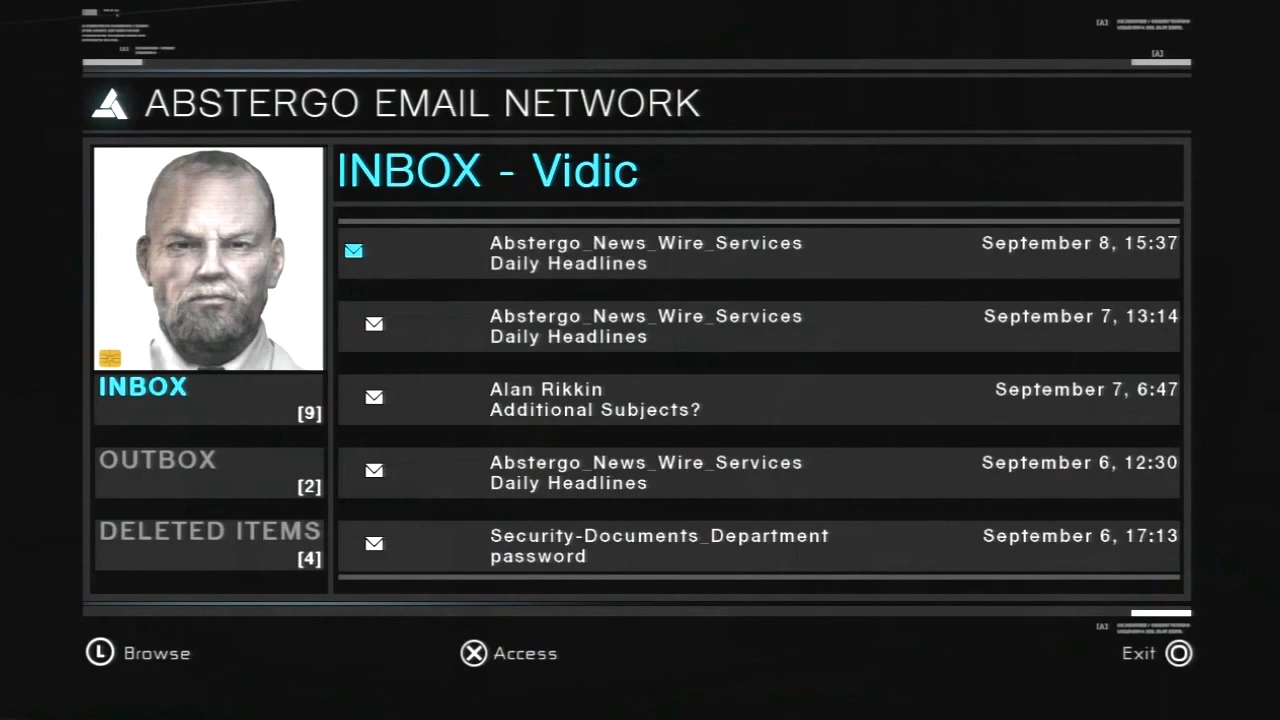 [A]
[A]
[A]
ABSTERGO EMAIL NETWORK
INBOX - Vidic
INBOX
[9]
OUTBOX
[2]
DELETED ITEMS
[4]
Abstergo_News_Wire_Services
September 8, 15:37
Daily Headlines
Abstergo_News_Wire_Services
September 7, 13:14
Daily Headlines
Alan Rikkin
September 7, 6:47
Additional Subjects?
Abstergo_News_Wire_Services
September 6, 12:30
Daily Headlines
Security-Documents_Department
September 6, 17:13
password
[A]
L Browse
X Access
Exit